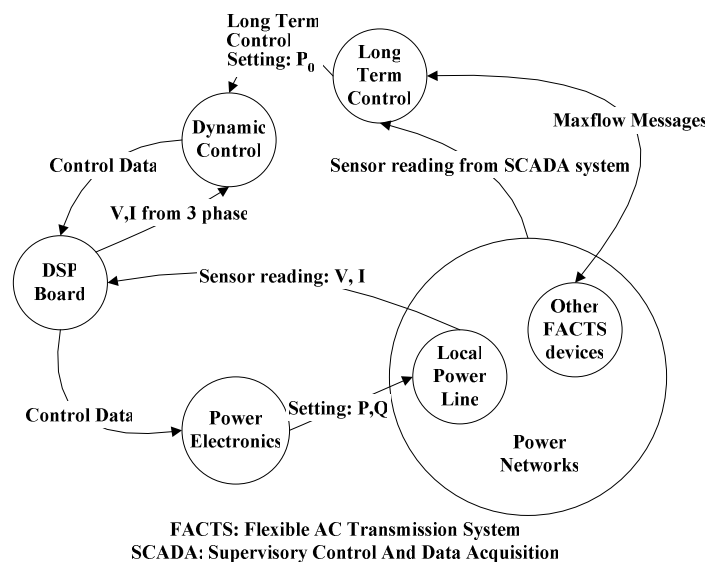 Long Term
Control
Setting: P0
Long
Term
Control
Dynamic
Control
Maxflow Messages
Control Data
Sensor reading from SCADA system
V,I from 3 phase
DSP
Board
Sensor reading: V, I
Other
FACTS
devices
Local
Power
Line
Control Data
Power
Electronics
Setting: P,Q
Power
Networks
FACTS: Flexible AC Transmission System
SCADA: Supervisory Control And Data Acquisition